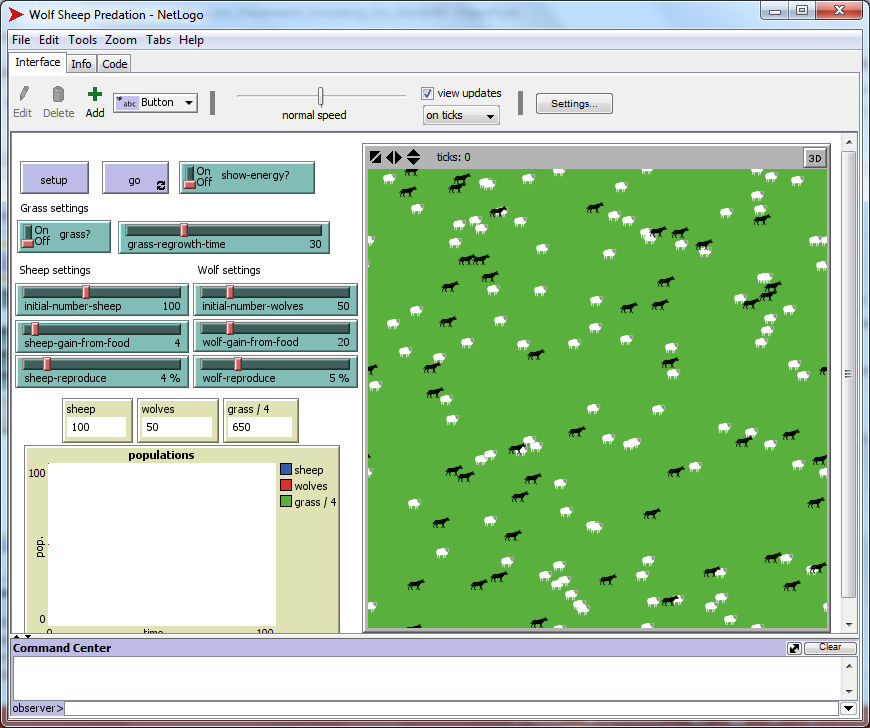 Wolf Sheep Predation - NetLogo
File Edit Tools Zoom Tabs Help
Interface Info Code
Edit Delete Add
abc Button
normal speed
view updates
on ticks
Settings...
setup
go
On
Off
show-energy?
Grass settings
On
Off
grass?
grass-regrowth-time 30
Sheep settings Wolf settings
initial-number-sheep 100 initial-number-wolves 50
sheep-gain-from-food 4 wolf-gain-from-food 20
sheep-reproduce 4 % wolf-reproduce 5 %
sheep wolves grass / 4
100 50 650
populations
100
pop.
0
0 time 100
sheep
wolves
grass / 4
ticks: 0
3D
Command Center Clear
observer>